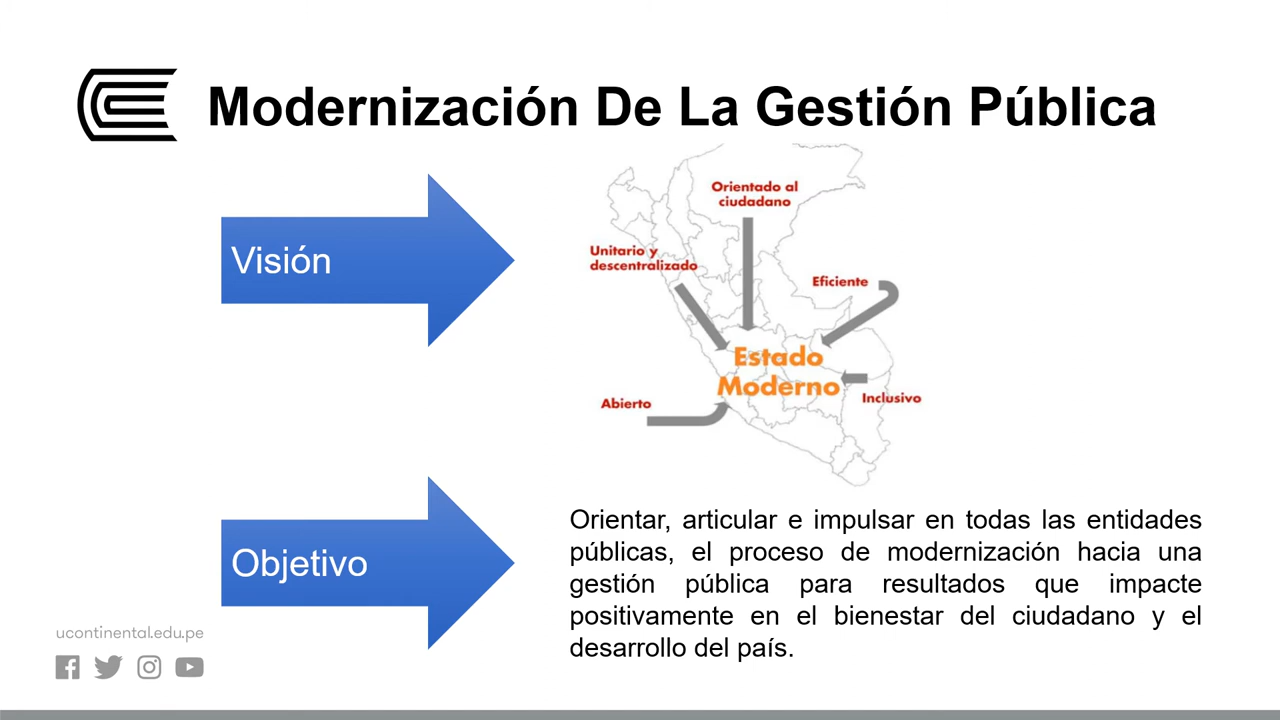 Modernización De La Gestión Pública
Visión
Orientado al
ciudadano
Unitario y
descentralizado
Eficiente
Estado
Moderno
Inclusivo
Abierto
Objetivo
Orientar, articular e impulsar en todas las entidades
públicas, el proceso de modernización hacia una
gestión pública para resultados que impacte
positivamente en el bienestar del ciudadano y el
desarrollo del país.
ucontinental.edu.pe